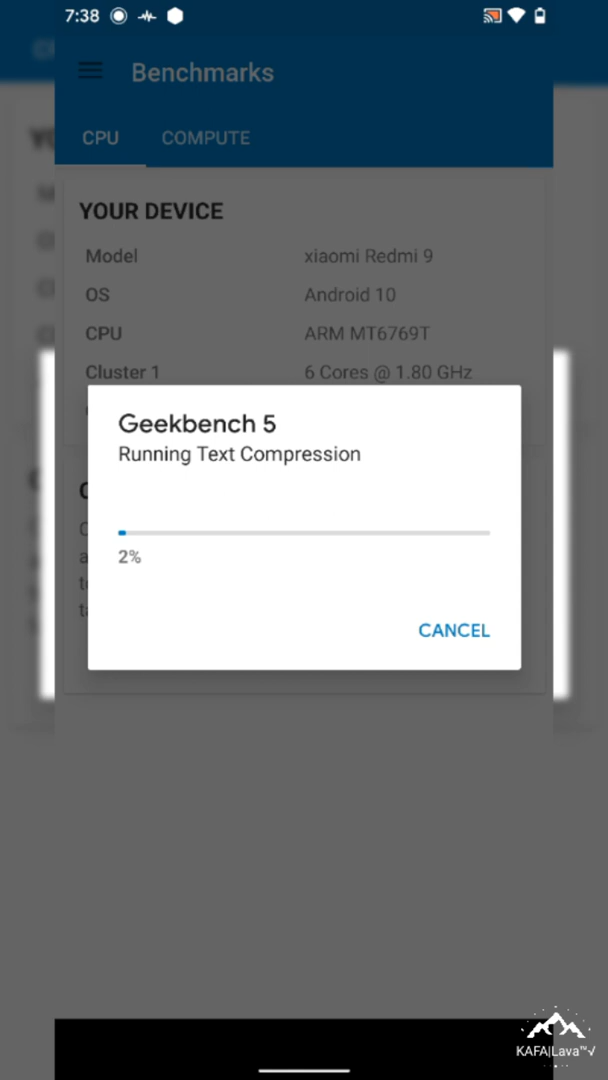 7:38
Benchmarks
CPU COMPUTE
YOUR DEVICE
Model xiaomi Redmi 9
OS Android 10
CPU ARM MT6769T
Cluster 1 6 Cores @ 1.80 GHz
Geekbench 5
Running Text Compression
2%
CANCEL
KAFA|Lava™√